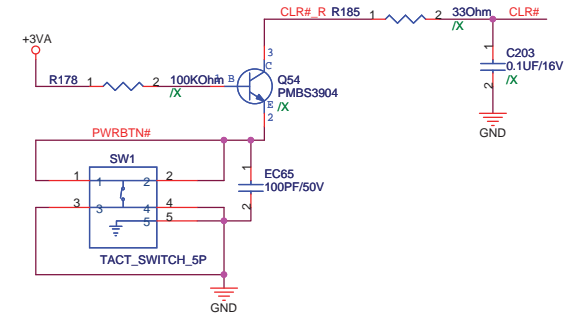 CLR#_R R185 1 2 33Ohm CLR#
/X
+3VA
3
C
1
C203
0.1UF/16V
/X
2
R178 1 2 100KOhm 1 B
/X
Q54
PMBS3904
E /X
2
GND
PWRBTN#
SW1
1 1 2 2
3 3 4 4
5 5
TACT_SWITCH_5P
1
EC65
100PF/50V
2
GND